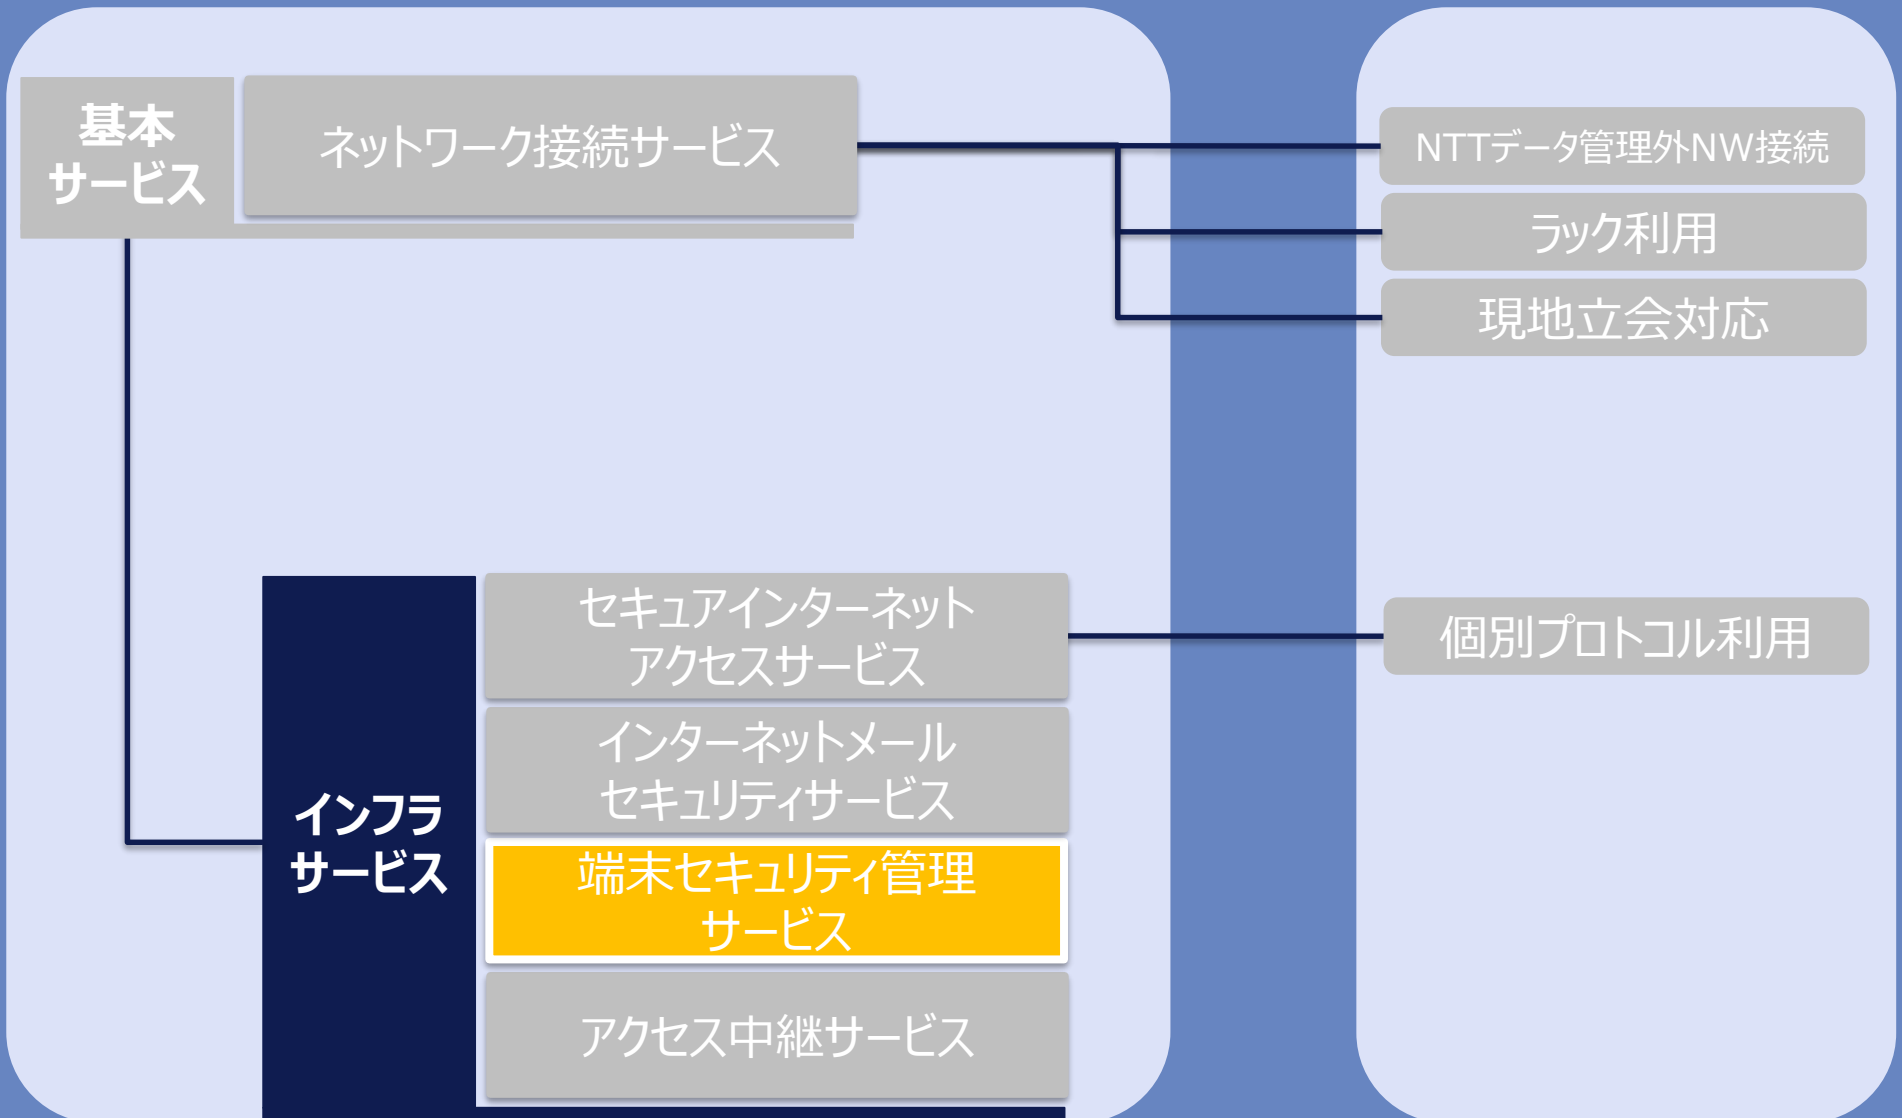 基本
サービス
ネットワーク接続サービス
NTTデータ管理外NW接続
ラック利用
現地立会対応
インフラ
サービス
セキュアインターネット
アクセスサービス
個別プロトコル利用
インターネットメール
セキュリティサービス
端末セキュリティ管理
サービス
アクセス中継サービス